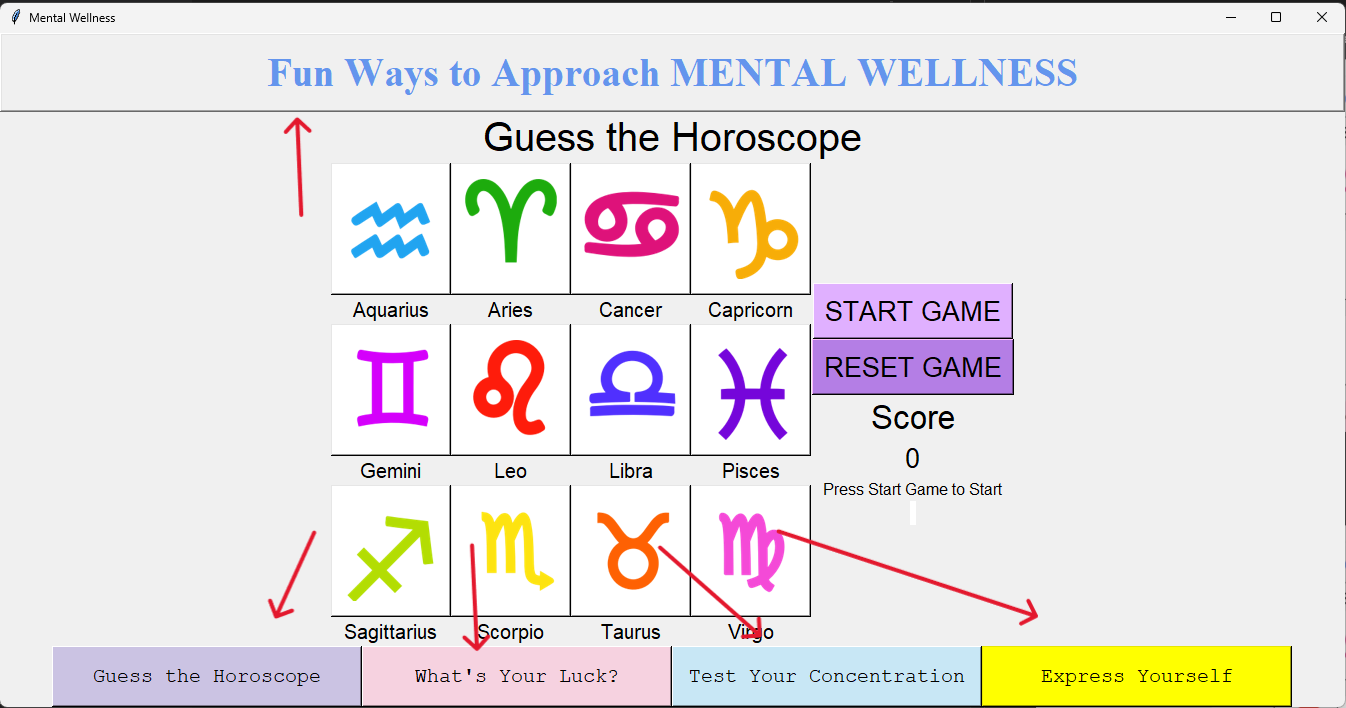 Mental Wellness
Fun Ways to Approach MENTAL WELLNESS
Guess the Horoscope
Aquarius Aries Cancer Capricorn
START GAME
RESET GAME
Score
0
Gemini Leo Libra Pisces
Press Start Game to Start
Sagittarius Scorpio Taurus Virgo
Guess the Horoscope What's Your Luck? Test Your Concentration Express Yourself